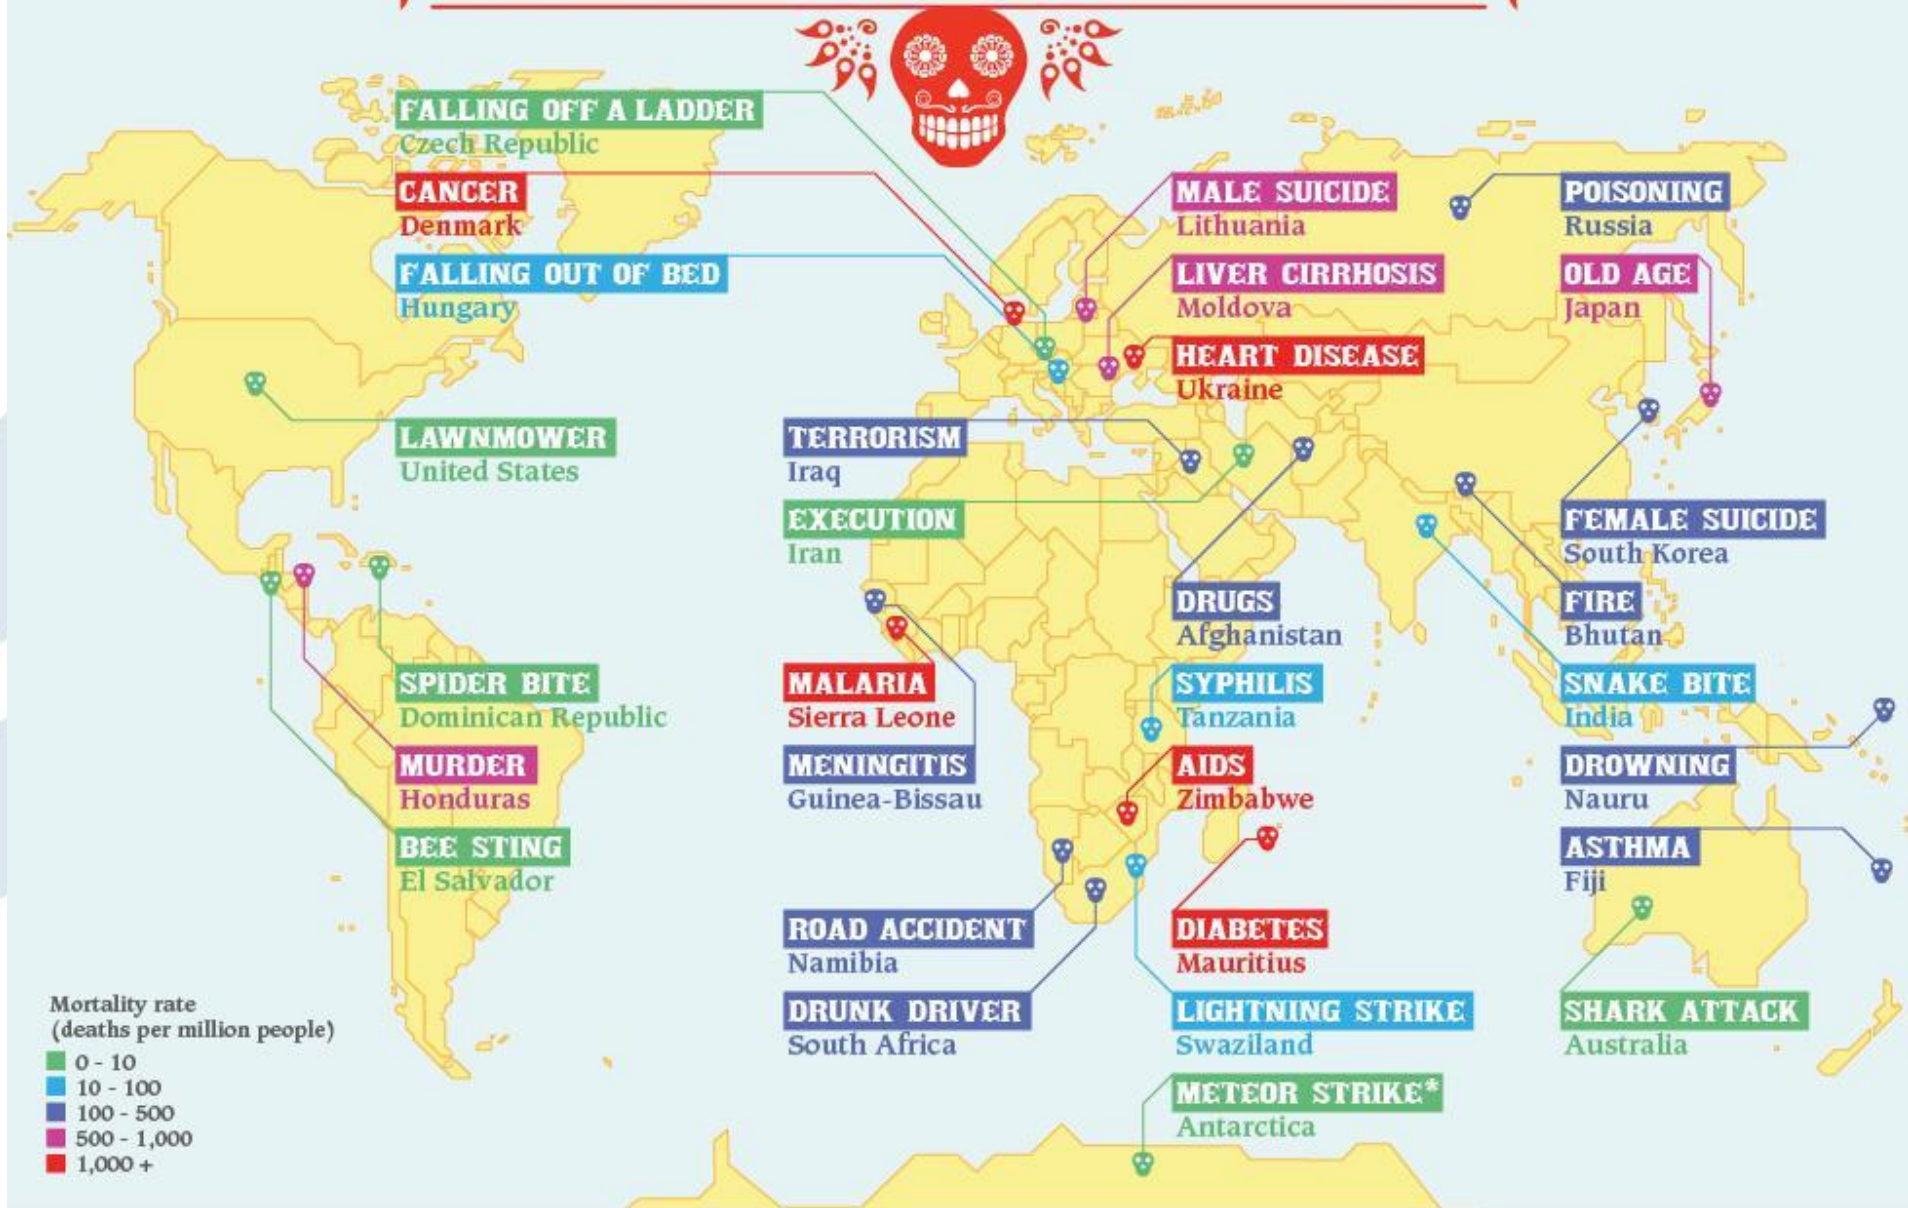 FALLING OFF A LADDER
Czech Republic
CANCER
Denmark
FALLING OUT OF BED
Hungary
MALE SUICIDE
Lithuania
LIVER CIRRHOSIS
Moldova
HEART DISEASE
Ukraine
POISONING
Russia
OLD AGE
Japan
LAWNMOWER
United States
TERRORISM
Iraq
EXECUTION
Iran
FEMALE SUICIDE
South Korea
DRUGS
Afghanistan
FIRE
Bhutan
SPIDER BITE
Dominican Republic
MURDER
Honduras
BEE STING
El Salvador
MALARIA
Sierra Leone
MENINGITIS
Guinea-Bissau
SYPHILIS
Tanzania
AIDS
Zimbabwe
SNAKE BITE
India
DROWNING
Nauru
ASTHMA
Fiji
ROAD ACCIDENT
Namibia
DRUNK DRIVER
South Africa
DIABETES
Mauritius
LIGHTNING STRIKE
Swaziland
METEOR STRIKE*
Antarctica
SHARK ATTACK
Australia
Mortality rate
(deaths per million people)
0 - 10
10 - 100
100 - 500
500 - 1,000
1,000 +